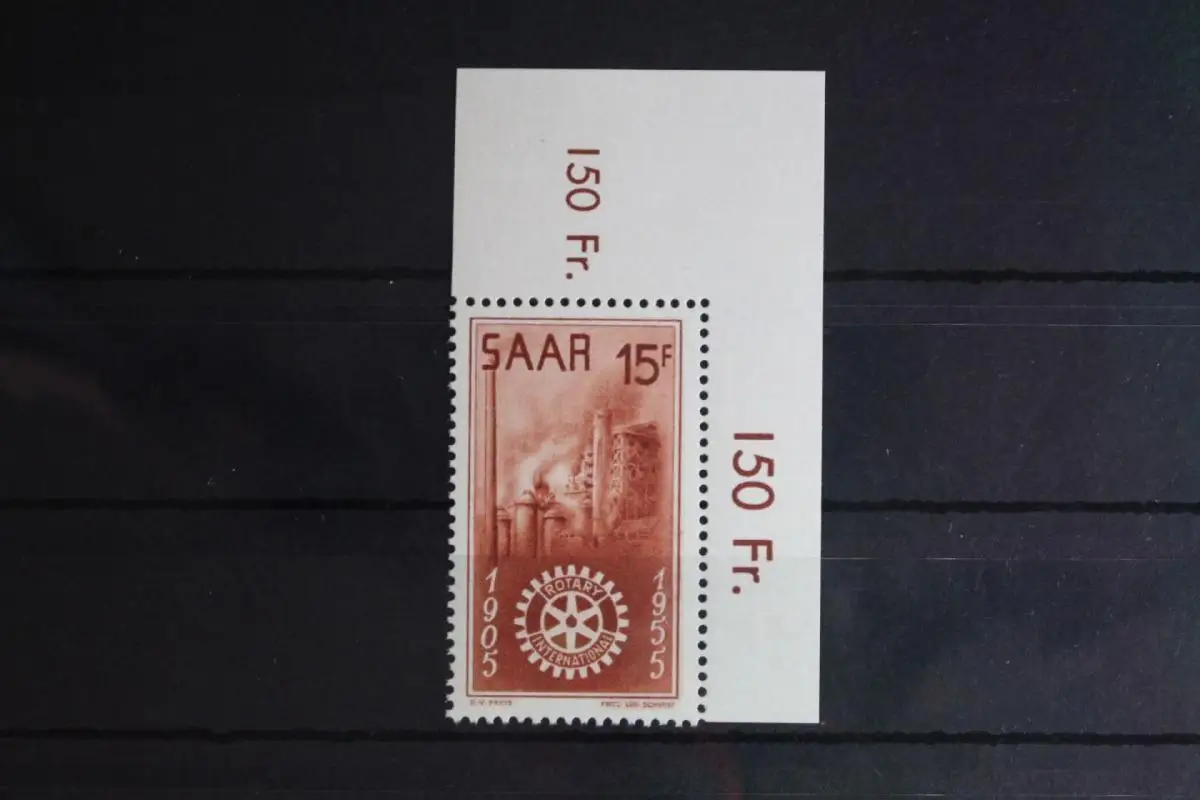 150 Fr.
SAAR 15F
150 Fr.
1905
ROTARY
INTERNATIONAL
1955